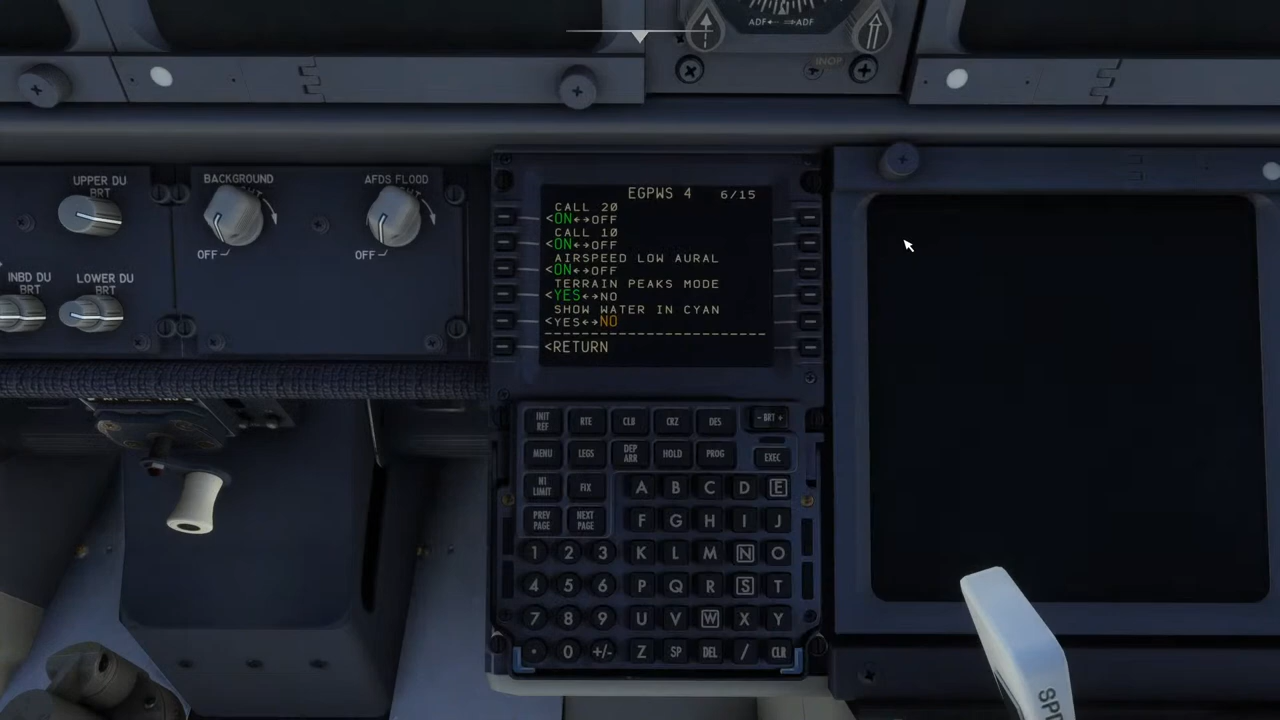 ADF ADF
INOP
UPPER DU
BRT
BACKGROUND
AFDS FLOOD
OFF
OFF
INBD DU
BRT
LOWER DU
BRT
EGPWS 4 6/15
CALL 20
<ON←→OFF
CALL 10
<ON←→OFF
AIRSPEED LOW AURAL
<ON←→OFF
TERRAIN PEAKS MODE
<YES←→NO
SHOW WATER IN CYAN
<YES←→NO
<RETURN
INIT REF RTE CLB CRZ DES - BRT +
MENU LEGS DEP ARR HOLD PROG EXEC
N1 LIMIT FIX A B C D E
PREV PAGE NEXT PAGE F G H I J
1 2 3 K L M N O
4 5 6 P Q R S T
7 8 9 U V W X Y
. 0 +/- Z SP DEL / CLR